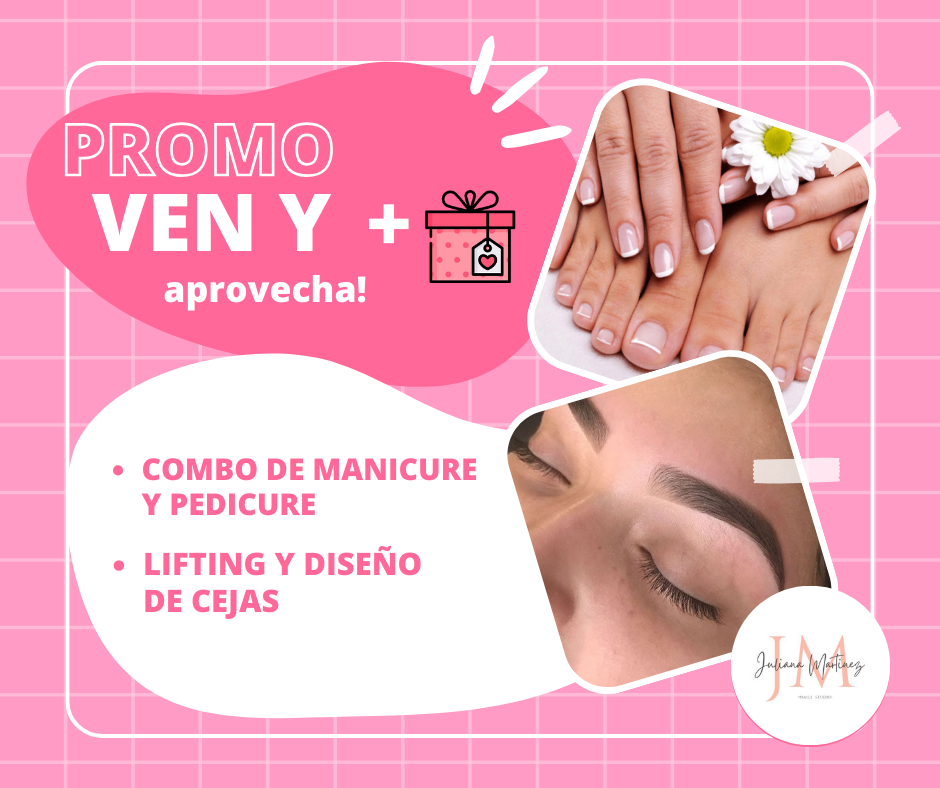 PROMO
VEN Y +
aprovecha!
• COMBO DE MANICURE
Y PEDICURE
• LIFTING Y DISEÑO
DE CEJAS
JM
Juliana Martinez